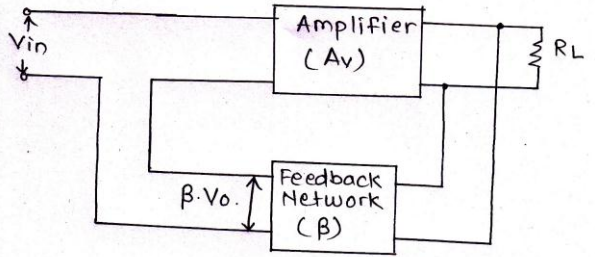 Amplifier
(Av)
Vin
RL
Feedback
Network
(β)
β.Vo.